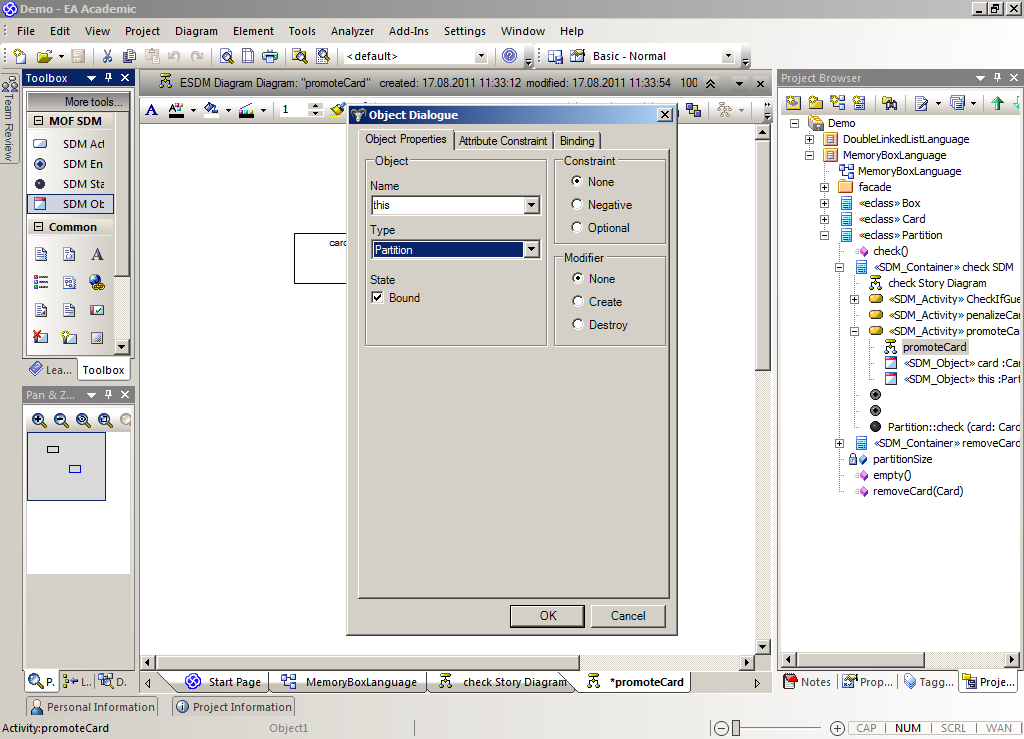 Demo - EA Academic
File Edit View Project Diagram Element Tools Analyzer Add-Ins Settings Window Help
<default>
Basic - Normal
Team Review
Toolbox
More tools...
MOF SDM
SDM Act
SDM En
SDM Sta
SDM Ob
Common
Lea...
Toolbox
Pan & Z...
P.
L..
D.
ESDM Diagram Diagram: "promoteCard" created: 17.08.2011 11:33:12 modified: 17.08.2011 11:33:54 100
1
card
Object Dialogue
Object Properties
Attribute Constraint
Binding
Object
Name
this
Type
Partition
State
Bound
Constraint
None
Negative
Optional
Modifier
None
Create
Destroy
OK
Cancel
Start Page
MemoryBoxLanguage
check Story Diagram
*promoteCard
Project Browser
Demo
DoubleLinkedListLanguage
MemoryBoxLanguage
MemoryBoxLanguage
facade
«eclass» Box
«eclass» Card
«eclass» Partition
check()
«SDM_Container» check SDM
check Story Diagram
«SDM_Activity» CheckIfGue
«SDM_Activity» penalizeCar
«SDM_Activity» promoteCa
promoteCard
«SDM_Object» card :Car
«SDM_Object» this :Part
Partition::check (card: Card
«SDM_Container» removeCard
partitionSize
empty()
removeCard(Card)
Notes
Prop...
Tagg...
Proje...
Personal Information
Project Information
Activity:promoteCard
Object1
CAP
NUM
SCRL
WAN